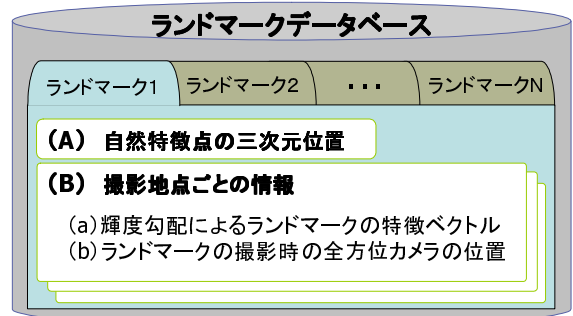 ランドマークデータベース
ランドマーク1 ランドマーク2 ・・・ ランドマークN
(A) 自然特徴点の三次元位置
(B) 撮影地点ごとの情報
(a)輝度勾配によるランドマークの特徴ベクトル
(b)ランドマークの撮影時の全方位カメラの位置